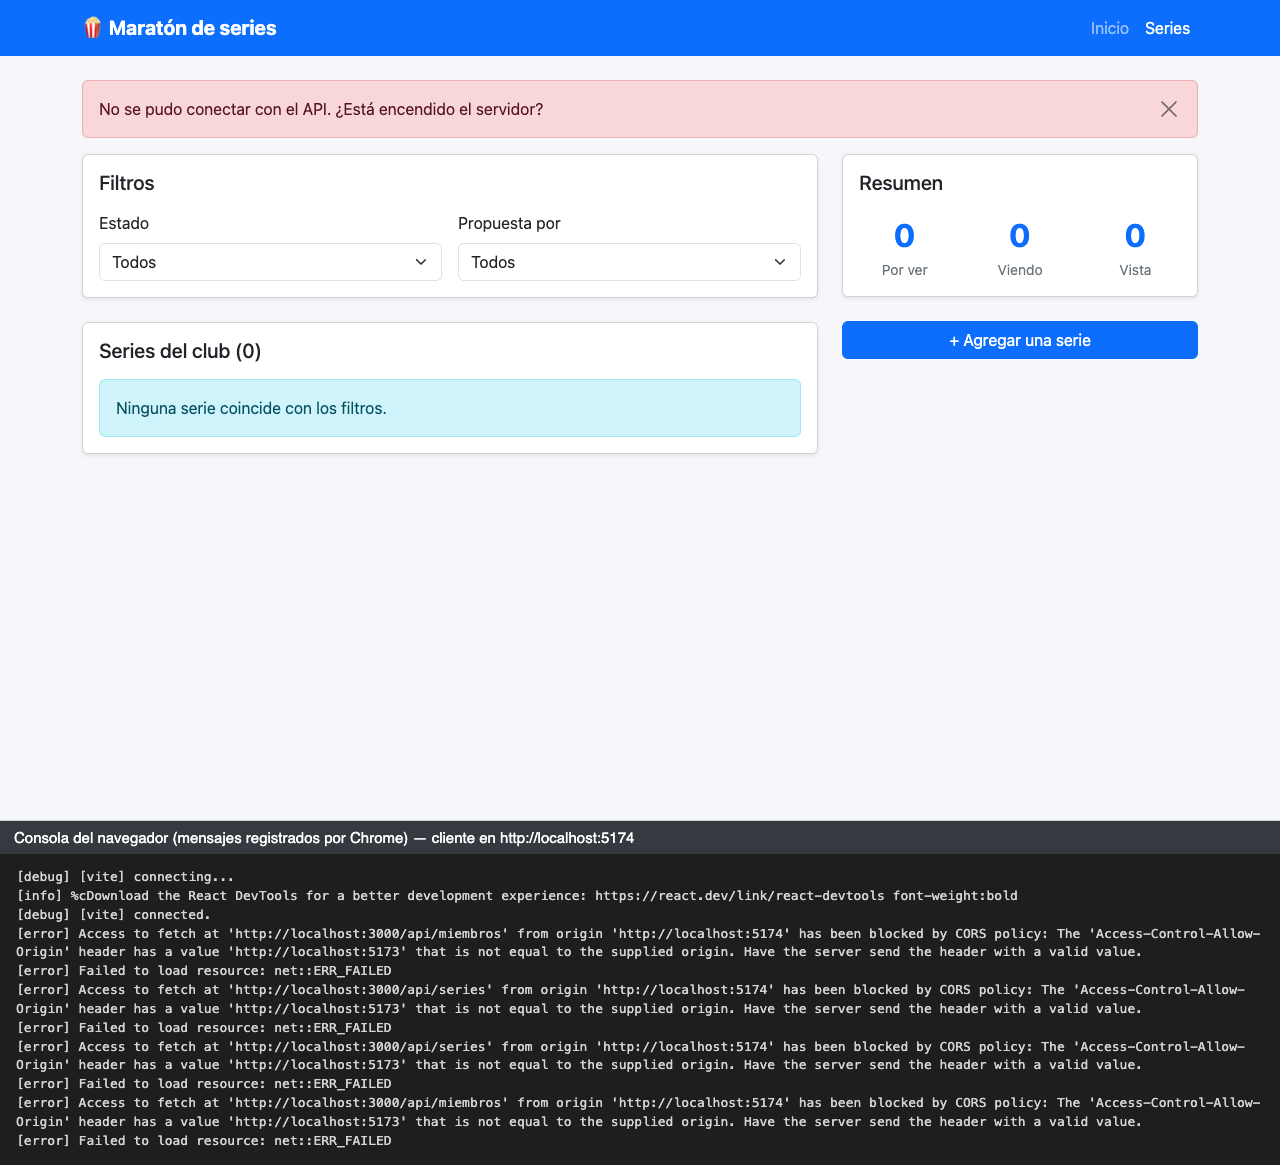 🍿 Maratón de series
Inicio Series
No se pudo conectar con el API. ¿Está encendido el servidor?
Filtros
Estado
Todos
Propuesta por
Todos
Resumen
0
Por ver
0
Viendo
0
Vista
Series del club (0)
Ninguna serie coincide con los filtros.
+ Agregar una serie
Consola del navegador (mensajes registrados por Chrome) — cliente en http://localhost:5174
[debug] [vite] connecting...
[info] %cDownload the React DevTools for a better development experience: https://react.dev/link/react-devtools font-weight:bold
[debug] [vite] connected.
[error] Access to fetch at 'http://localhost:3000/api/miembros' from origin 'http://localhost:5174' has been blocked by CORS policy: The 'Access-Control-Allow-
Origin' header has a value 'http://localhost:5173' that is not equal to the supplied origin. Have the server send the header with a valid value.
[error] Failed to load resource: net::ERR_FAILED
[error] Access to fetch at 'http://localhost:3000/api/series' from origin 'http://localhost:5174' has been blocked by CORS policy: The 'Access-Control-Allow-
Origin' header has a value 'http://localhost:5173' that is not equal to the supplied origin. Have the server send the header with a valid value.
[error] Failed to load resource: net::ERR_FAILED
[error] Access to fetch at 'http://localhost:3000/api/series' from origin 'http://localhost:5174' has been blocked by CORS policy: The 'Access-Control-Allow-
Origin' header has a value 'http://localhost:5173' that is not equal to the supplied origin. Have the server send the header with a valid value.
[error] Failed to load resource: net::ERR_FAILED
[error] Access to fetch at 'http://localhost:3000/api/miembros' from origin 'http://localhost:5174' has been blocked by CORS policy: The 'Access-Control-Allow-
Origin' header has a value 'http://localhost:5173' that is not equal to the supplied origin. Have the server send the header with a valid value.
[error] Failed to load resource: net::ERR_FAILED